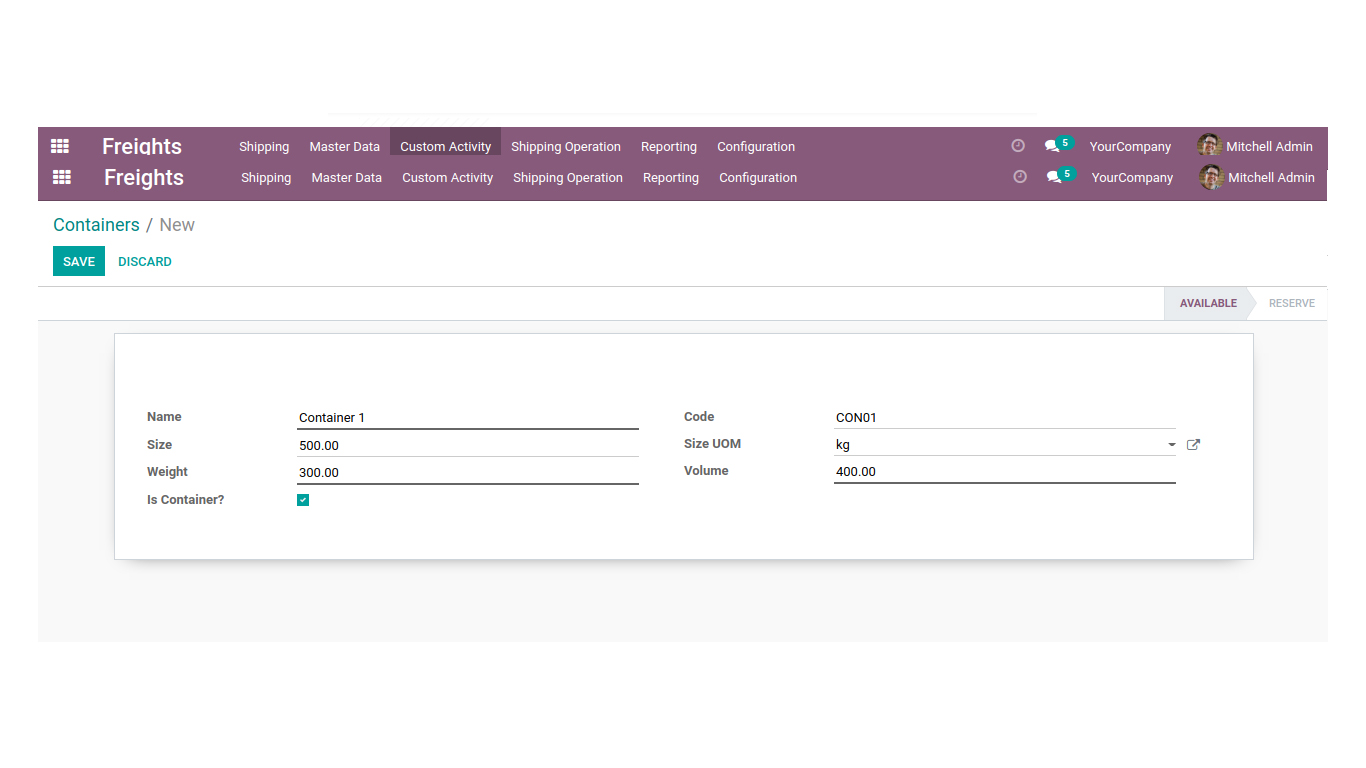 Freights Shipping Master Data Custom Activity Shipping Operation Reporting Configuration 5 YourCompany Mitchell Admin
Freights Shipping Master Data Custom Activity Shipping Operation Reporting Configuration 5 YourCompany Mitchell Admin
Containers / New
SAVE DISCARD
AVAILABLE RESERVE
Name Container 1 Code CON01
Size 500.00 Size UOM kg
Weight 300.00 Volume 400.00
Is Container?